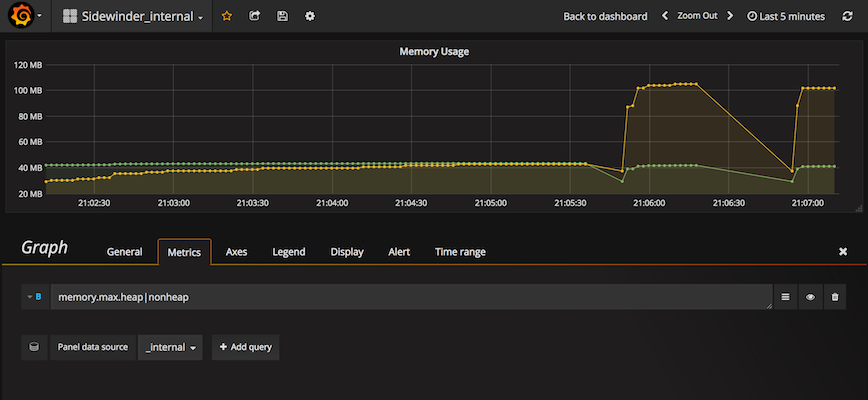 Sidewinder_internal
Back to dashboard
Zoom Out
Last 5 minutes
Memory Usage
120 MB
100 MB
80 MB
60 MB
40 MB
20 MB
21:02:30 21:03:00 21:03:30 21:04:00 21:04:30 21:05:00 21:05:30 21:06:00 21:06:30 21:07:00
Graph General Metrics Axes Legend Display Alert Time range
B memory.max.heap|nonheap
Panel data source _internal + Add query